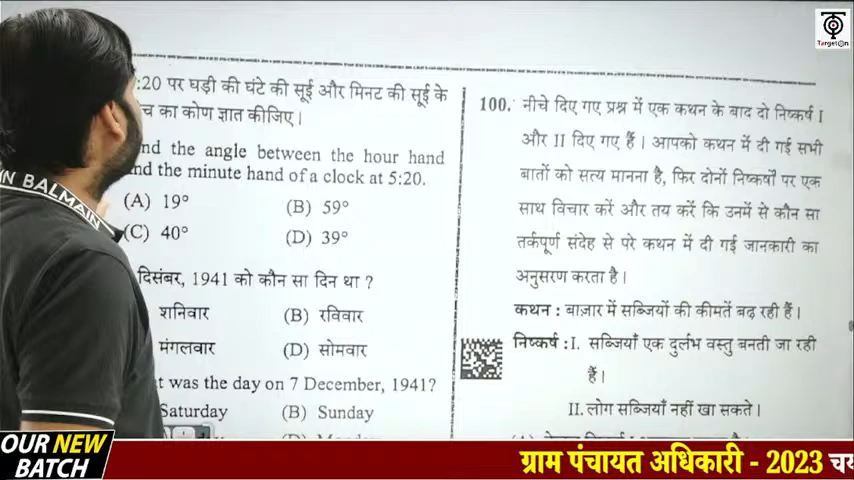 :20 पर घड़ी की घंटे की सूई और मिनट की सूई के
च का कोण ज्ञात कीजिए।
nd the angle between the hour hand
nd the minute hand of a clock at 5:20.
(A) 19°
(B) 59°
(C) 40°
(D) 39°
दिसंबर, 1941 को कौन सा दिन था ?
शनिवार
(B) रविवार
मंगलवार
(D) सोमवार
t was the day on 7 December, 1941?
Saturday
(B) Sunday
100. नीचे दिए गए प्रश्न में एक कथन के बाद दो निष्कर्ष I
और II दिए गए हैं। आपको कथन में दी गई सभी
बातों को सत्य मानना है, फिर दोनों निष्कर्षों पर एक
साथ विचार करें और तय करें कि उनमें से कौन सा
तर्कपूर्ण संदेह से परे कथन में दी गई जानकारी का
अनुसरण करता है।
कथन : बाज़ार में सब्जियों की कीमतें बढ़ रही हैं।
निष्कर्ष : I. सब्जियाँ एक दुर्लभ वस्तु बनती जा रही
हैं।
II. लोग सब्जियाँ नहीं खा सकते।
N BALMAIN
TargetOn
OUR NEW
BATCH
ग्राम पंचायत अधिकारी - 2023 चय